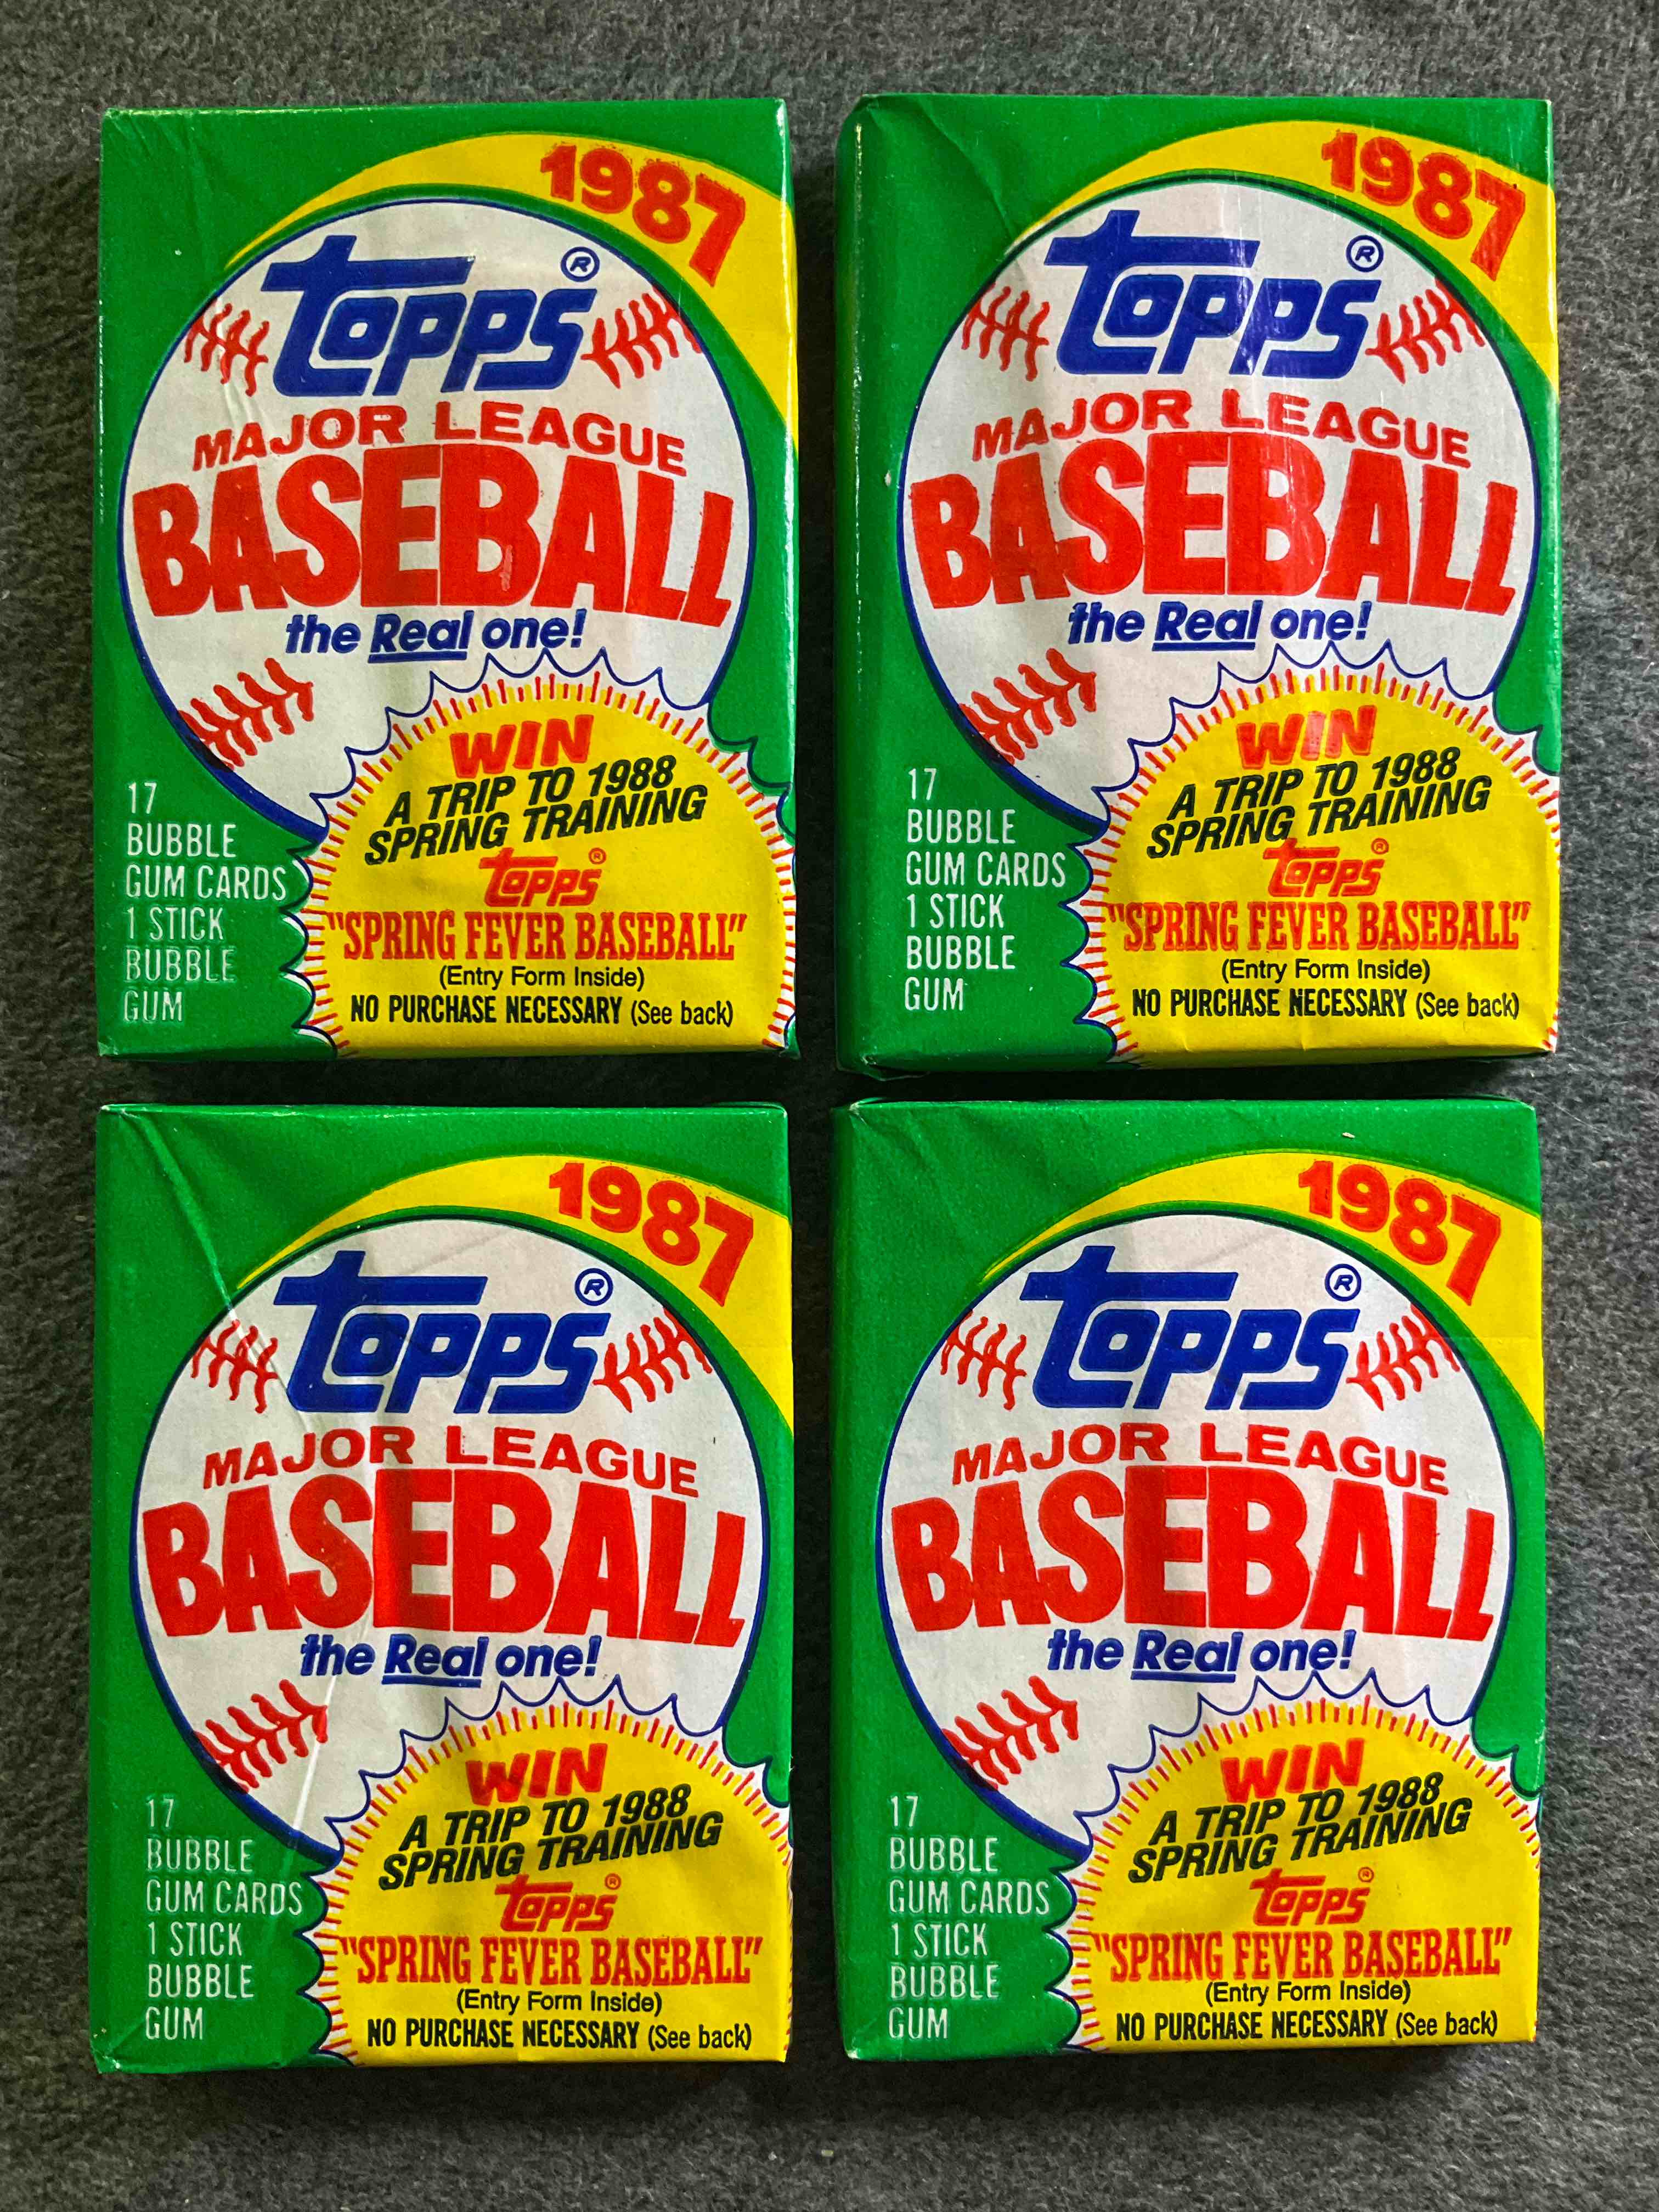 1987
topps®
MAJOR LEAGUE
BASEBALL
the Real one!
WIN
A TRIP TO 1988
SPRING TRAINING
topps®
"SPRING FEVER BASEBALL"
(Entry Form Inside)
NO PURCHASE NECESSARY (See back)
17
BUBBLE
GUM CARDS
1 STICK
BUBBLE
GUM
1987
topps®
MAJOR LEAGUE
BASEBALL
the Real one!
WIN
A TRIP TO 1988
SPRING TRAINING
topps®
"SPRING FEVER BASEBALL"
(Entry Form Inside)
NO PURCHASE NECESSARY (See back)
17
BUBBLE
GUM CARDS
1 STICK
BUBBLE
GUM
1987
topps®
MAJOR LEAGUE
BASEBALL
the Real one!
WIN
A TRIP TO 1988
SPRING TRAINING
topps®
"SPRING FEVER BASEBALL"
(Entry Form Inside)
NO PURCHASE NECESSARY (See back)
17
BUBBLE
GUM CARDS
1 STICK
BUBBLE
GUM
1987
topps®
MAJOR LEAGUE
BASEBALL
the Real one!
WIN
A TRIP TO 1988
SPRING TRAINING
topps®
"SPRING FEVER BASEBALL"
(Entry Form Inside)
NO PURCHASE NECESSARY (See back)
17
BUBBLE
GUM CARDS
1 STICK
BUBBLE
GUM